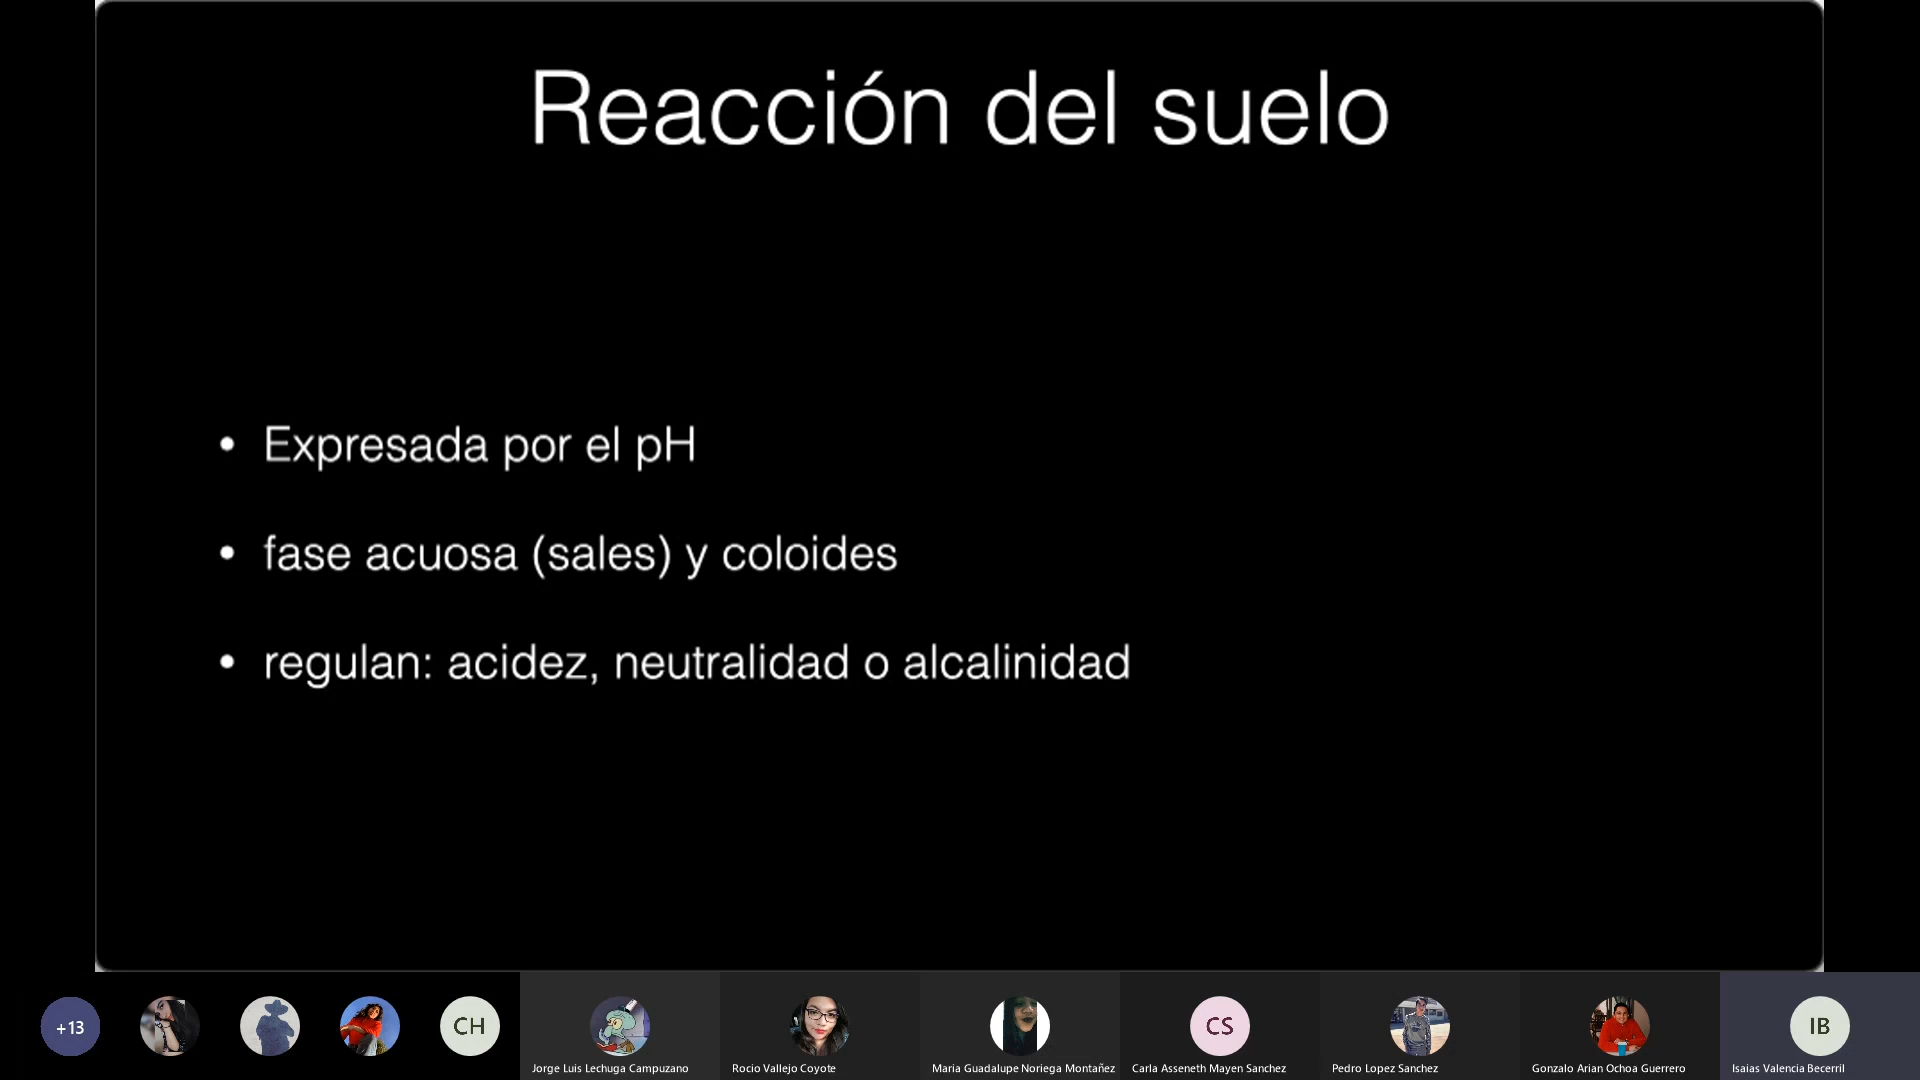 Reacción del suelo
• Expresada por el pH
• fase acuosa (sales) y coloides
• regulan: acidez, neutralidad o alcalinidad
+13
CH
CS
IB
Jorge Luis Lechuga Campuzano
Rocio Vallejo Coyote
Maria Guadalupe Noriega Montañez
Carla Asseneth Mayen Sanchez
Pedro Lopez Sanchez
Gonzalo Arian Ochoa Guerrero
Isaias Valencia Becerril